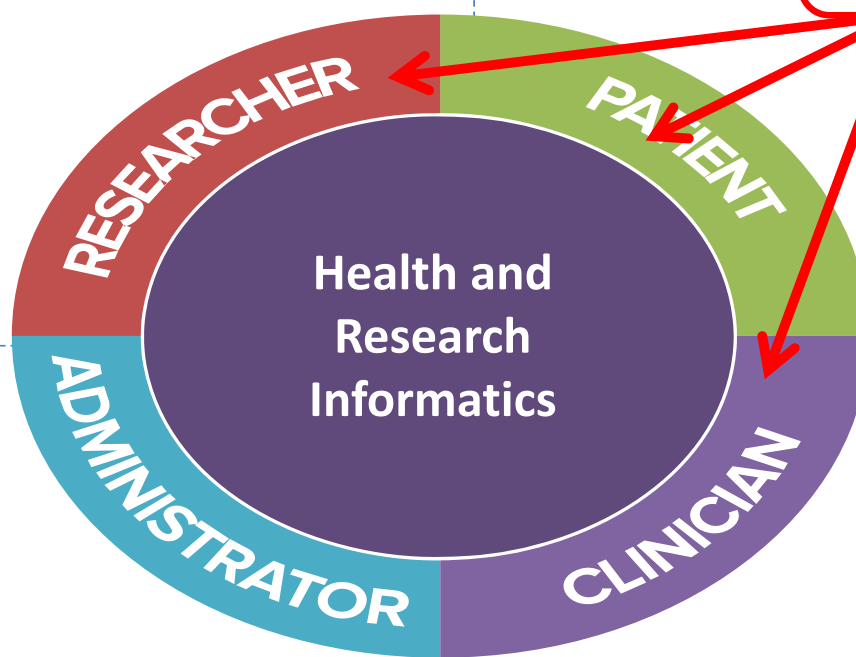 RESEARCHER
PATIENT
Health and
Research
Informatics
ADMINISTRATOR
CLINICIAN